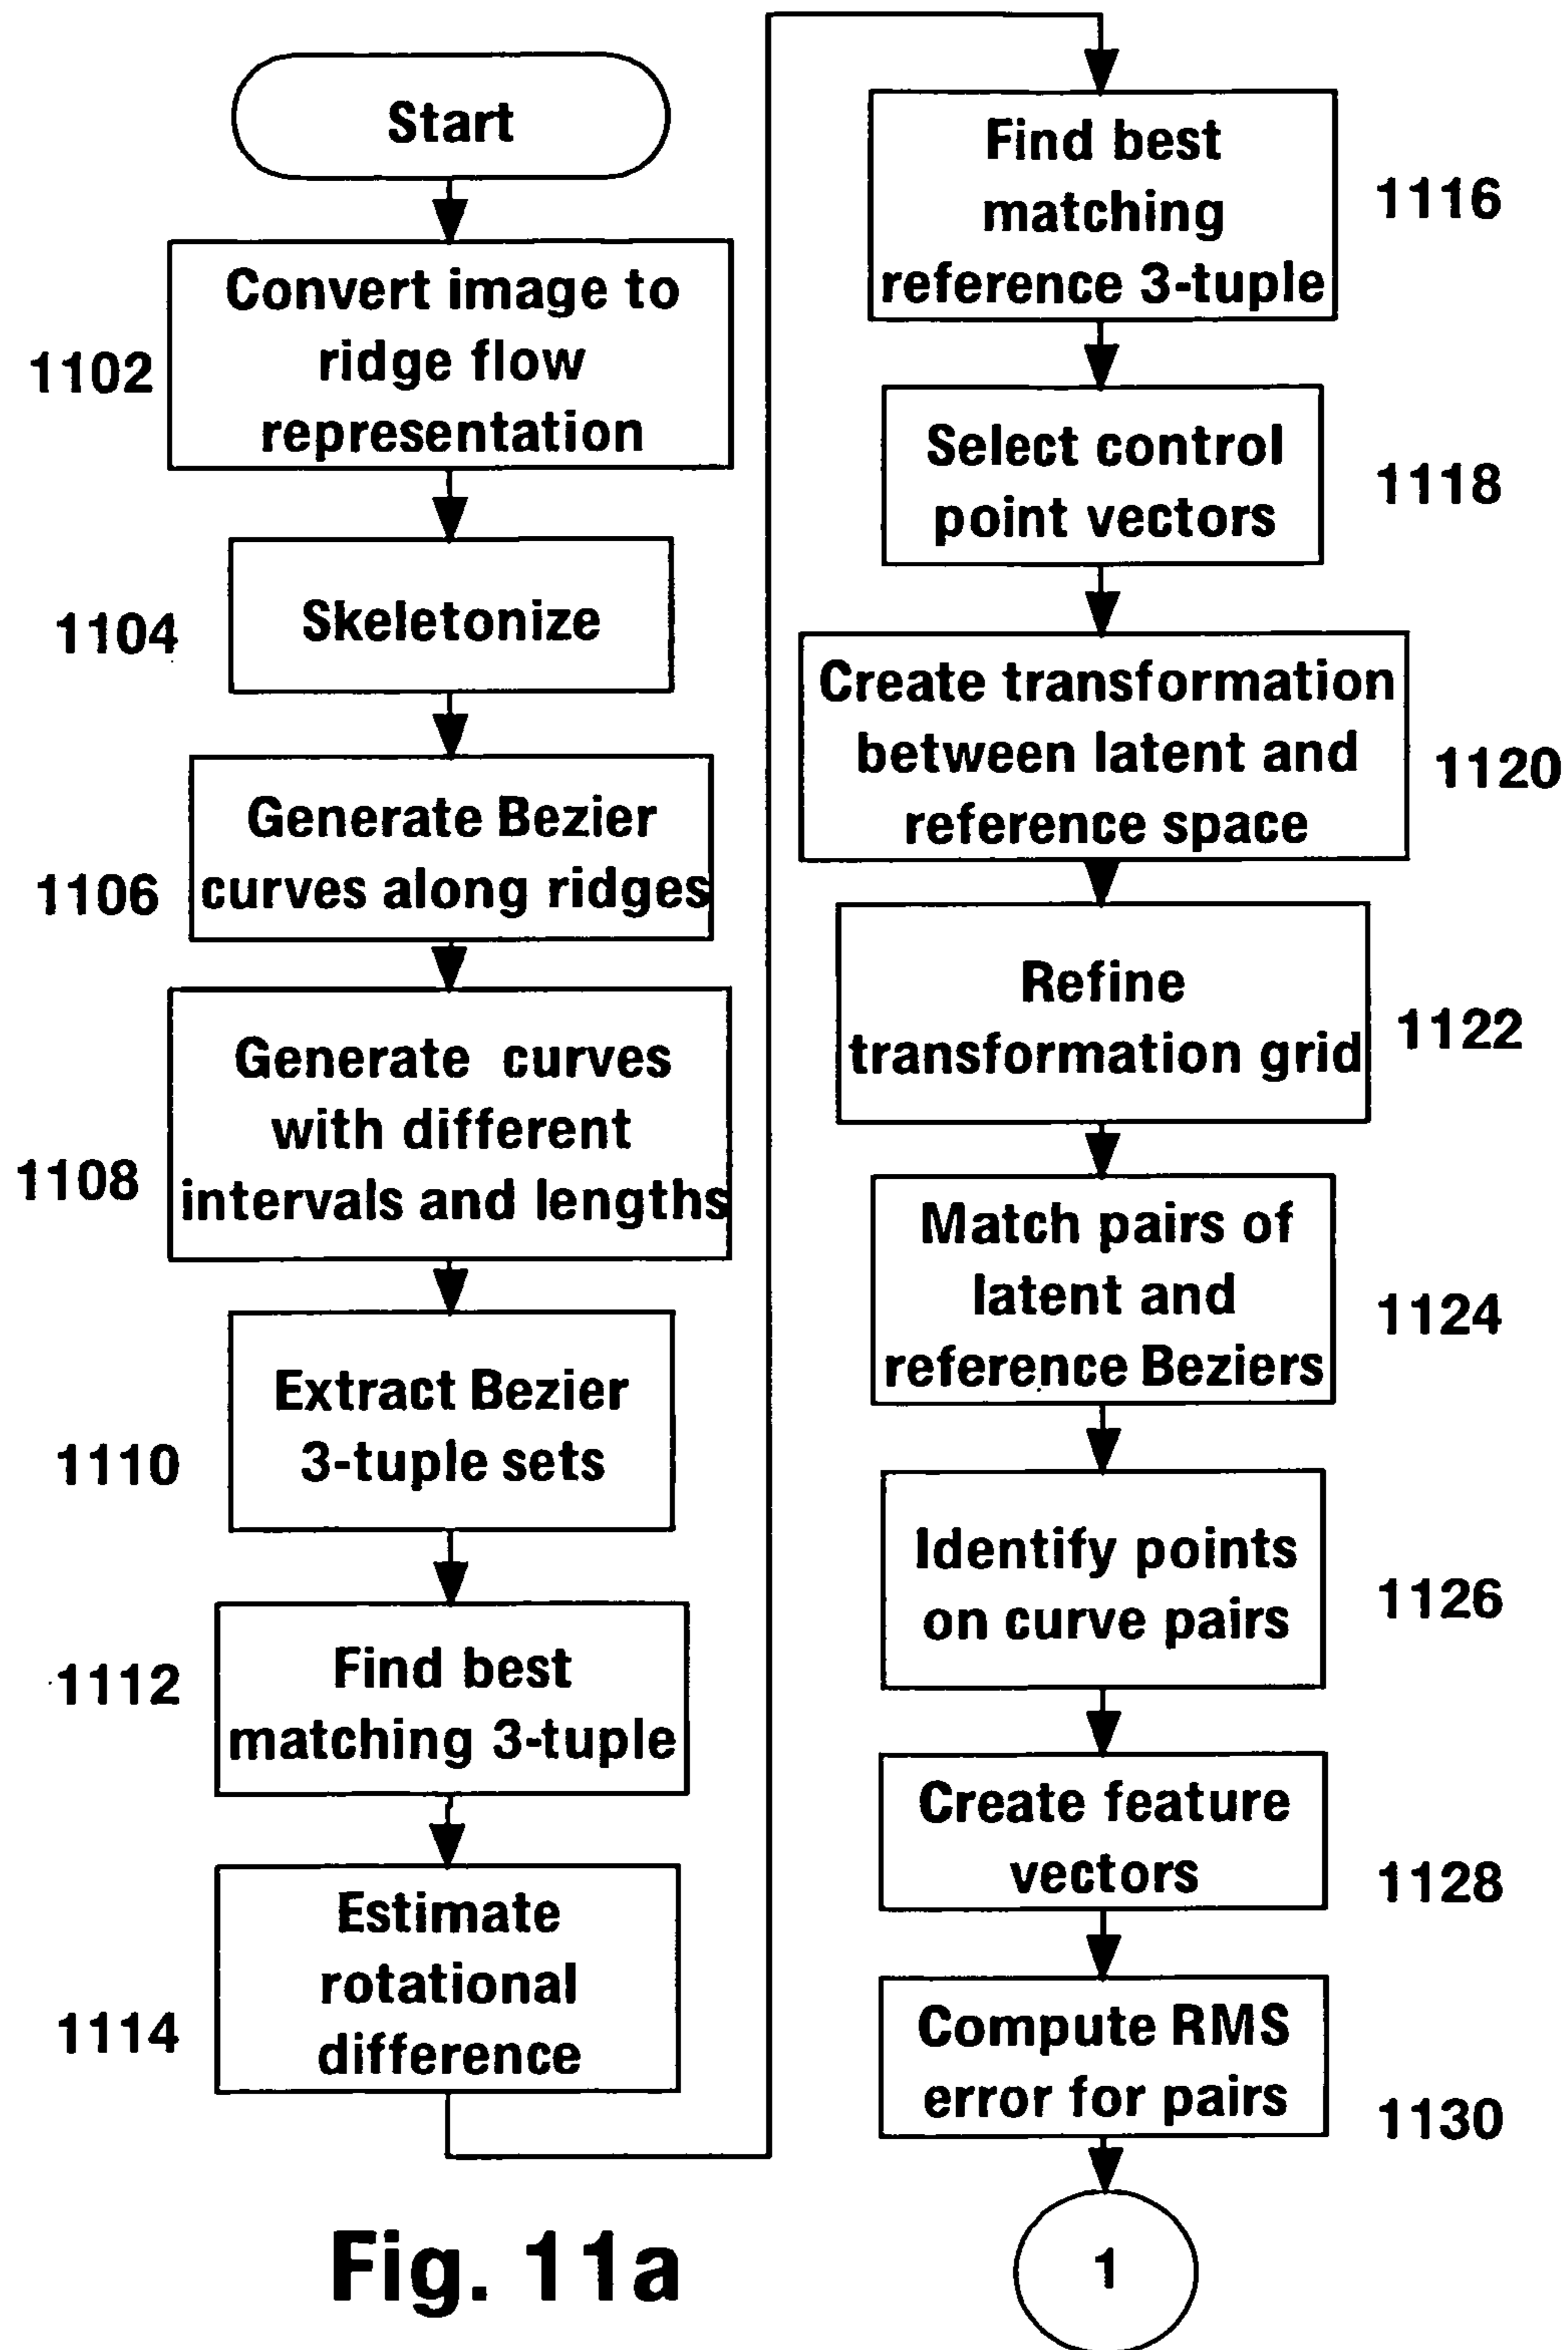 Start
Convert image to
ridge flow
representation
1102
Skeletonize
1104
Generate Bezier
curves along ridges
1106
Generate curves
with different
intervals and lengths
1108
Extract Bezier
3-tuple sets
1110
Find best
matching 3-tuple
1112
Estimate
rotational
difference
1114
Find best
matching
reference 3-tuple
1116
Select control
point vectors
1118
Create transformation
between latent and
reference space
1120
Refine
transformation grid
1122
Match pairs of
latent and
reference Beziers
1124
Identify points
on curve pairs
1126
Create feature
vectors
1128
Compute RMS
error for pairs
1130
1
Fig. 11a